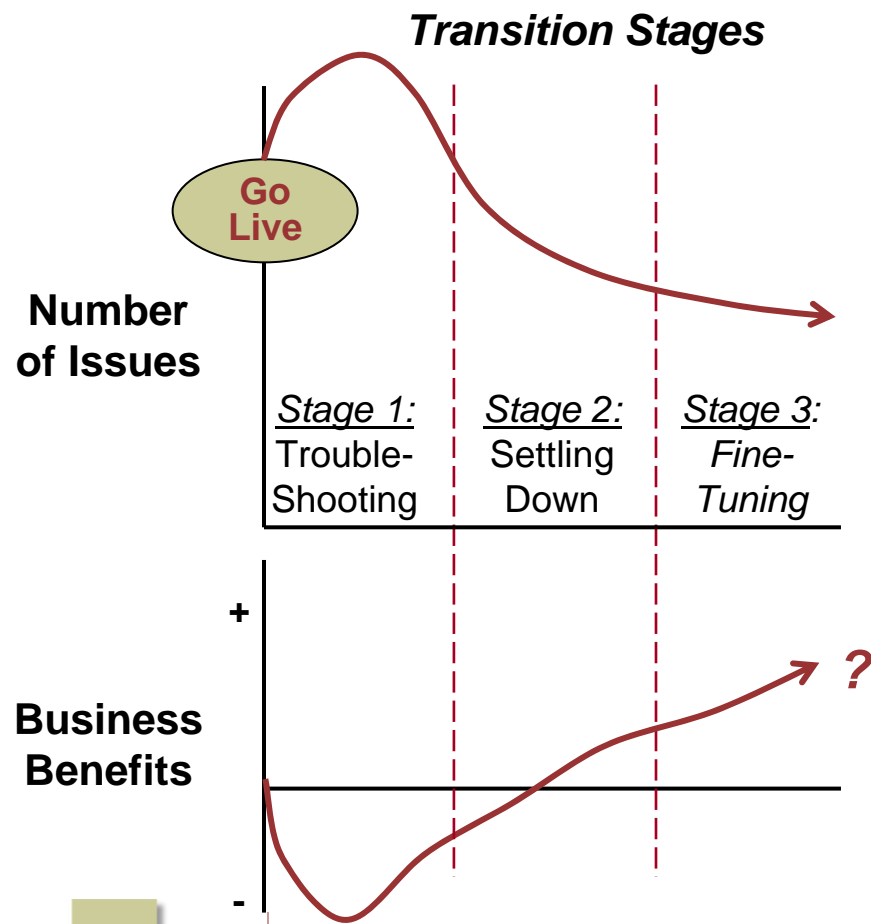 Transition Stages
Go
Live
Number
of Issues
Stage 1:
Trouble-
Shooting
Stage 2:
Settling
Down
Stage 3:
Fine-
Tuning
+
?
Business
Benefits
-